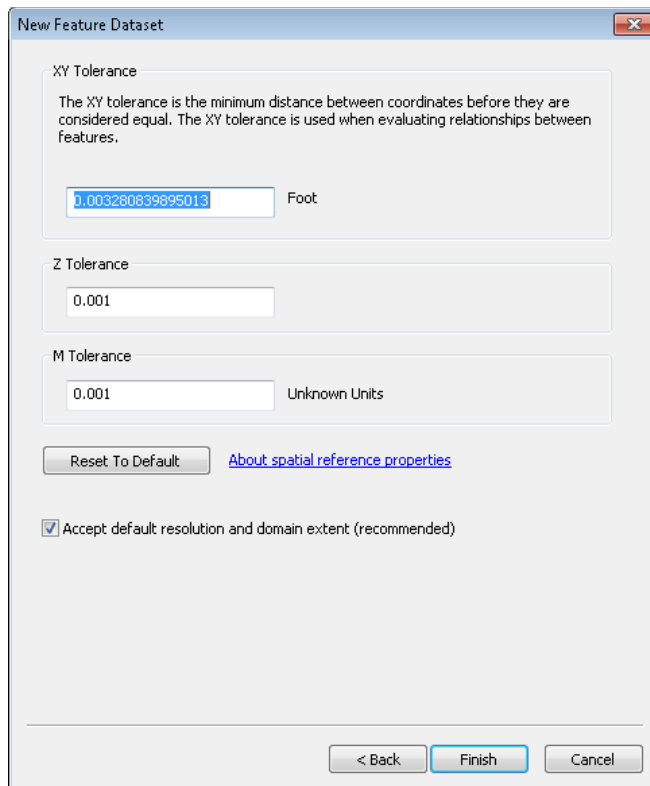 New Feature Dataset
XY Tolerance
The XY tolerance is the minimum distance between coordinates before they are
considered equal. The XY tolerance is used when evaluating relationships between
features.
0.003280839895013 Foot
Z Tolerance
0.001
M Tolerance
0.001 Unknown Units
Reset To Default About spatial reference properties
Accept default resolution and domain extent (recommended)
< Back Finish Cancel